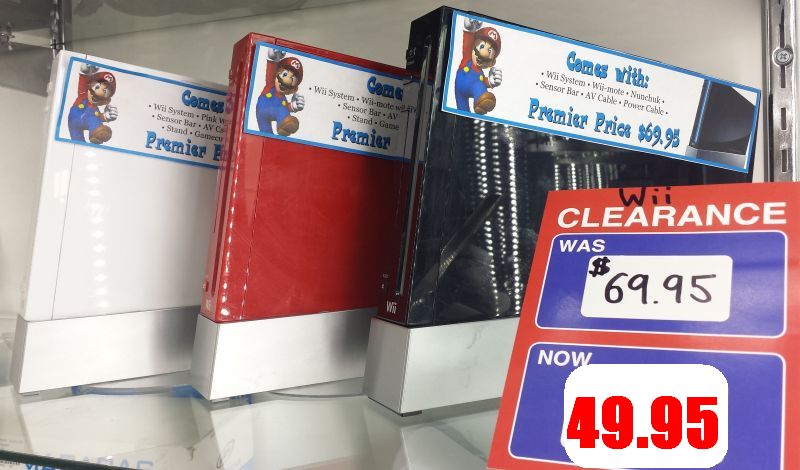 Comes
• Wii System • Pink
• Sensor Bar • AV
• Stand •
Premier
Comes
• Wii System • Wii-mote
• Sensor Bar • AV
• Stand • Game
Premier
Comes with:
• Wii System • Wii-mote • Nunchuk •
Sensor Bar • AV Cable • Power Cable •
Premier Price $69.95
Wii
Wii
Wii
CLEARANCE
WAS
$69.95
NOW
49.95